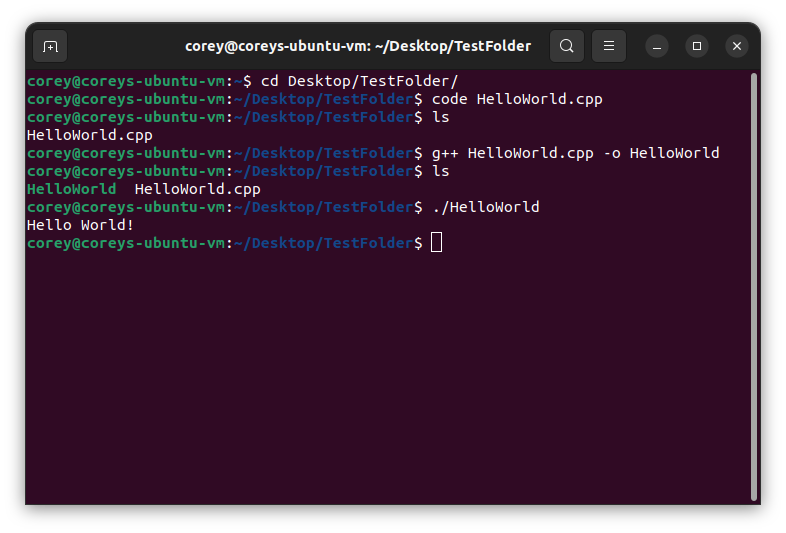 corey@coreys-ubuntu-vm: ~/Desktop/TestFolder
corey@coreys-ubuntu-vm:~$ cd Desktop/TestFolder/
corey@coreys-ubuntu-vm:~/Desktop/TestFolder$ code HelloWorld.cpp
corey@coreys-ubuntu-vm:~/Desktop/TestFolder$ ls
HelloWorld.cpp
corey@coreys-ubuntu-vm:~/Desktop/TestFolder$ g++ HelloWorld.cpp -o HelloWorld
corey@coreys-ubuntu-vm:~/Desktop/TestFolder$ ls
HelloWorld  HelloWorld.cpp
corey@coreys-ubuntu-vm:~/Desktop/TestFolder$ ./HelloWorld
Hello World!
corey@coreys-ubuntu-vm:~/Desktop/TestFolder$